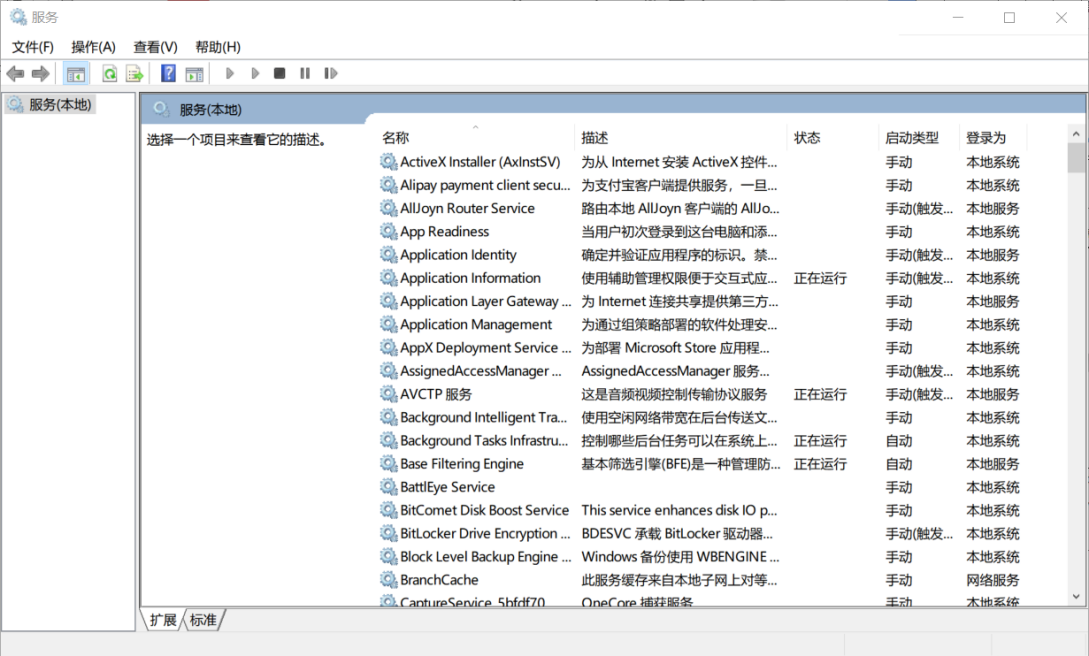 服务
文件(F) 操作(A) 查看(V) 帮助(H)
服务(本地)
服务(本地)
选择一个项目来查看它的描述。
名称 描述 状态 启动类型 登录为
ActiveX Installer (AxInstSV) 为从 Internet 安装 ActiveX 控件... 手动 本地系统
Alipay payment client secu... 为支付宝客户端提供服务，一旦... 手动 本地系统
AllJoyn Router Service 路由本地 AllJoyn 客户端的 AllJo... 手动(触发... 本地服务
App Readiness 当用户初次登录到这台电脑和添... 手动 本地系统
Application Identity 确定并验证应用程序的标识。禁... 手动(触发... 本地服务
Application Information 使用辅助管理权限便于交互式应... 正在运行 手动(触发... 本地系统
Application Layer Gateway ... 为 Internet 连接共享提供第三方... 手动 本地服务
Application Management 为通过组策略部署的软件处理安... 手动 本地系统
AppX Deployment Service ... 为部署 Microsoft Store 应用程... 手动 本地系统
AssignedAccessManager ... AssignedAccessManager 服务... 手动(触发... 本地系统
AVCTP 服务 这是音频视频控制传输协议服务 正在运行 手动(触发... 本地服务
Background Intelligent Tra... 使用空闲网络带宽在后台传送文... 手动 本地系统
Background Tasks Infrastru... 控制哪些后台任务可以在系统上... 正在运行 自动 本地系统
Base Filtering Engine 基本筛选引擎(BFE)是一种管理防... 正在运行 自动 本地服务
BattlEye Service 手动 本地系统
BitComet Disk Boost Service This service enhances disk IO p... 手动 本地系统
BitLocker Drive Encryption ... BDESVC 承载 BitLocker 驱动器... 手动(触发... 本地系统
Block Level Backup Engine ... Windows 备份使用 WBENGINE ... 手动 本地系统
BranchCache 此服务缓存来自本地子网上对等... 手动 网络服务
CaptureService_5bfdf70 OneCore 捕获服务 手动 本地系统
扩展 标准